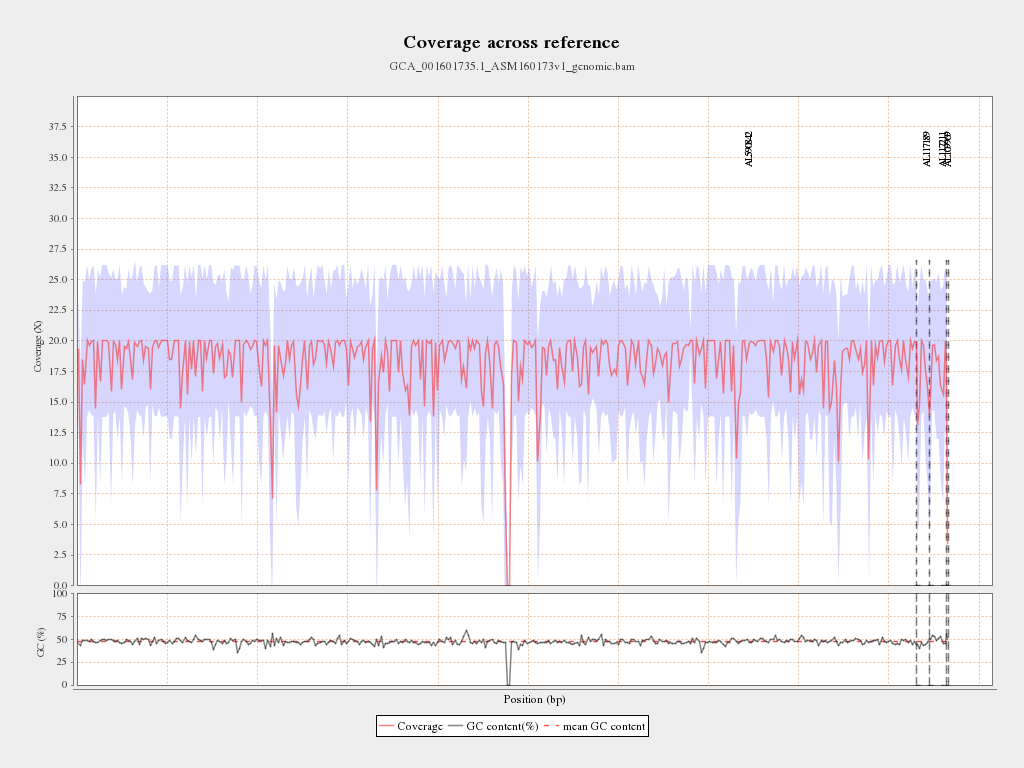 Coverage across reference
GCA_001601735.1_ASM160173v1_genomic.bam
37.5
35.0
32.5
30.0
27.5
25.0
22.5
20.0
17.5
15.0
12.5
10.0
7.5
5.0
2.5
0.0
Coverage (X)
AL590842
AL117189
AL117211
AL109969
100
75
50
25
0
GC (%)
Position (bp)
Coverage GC content(%) mean GC content